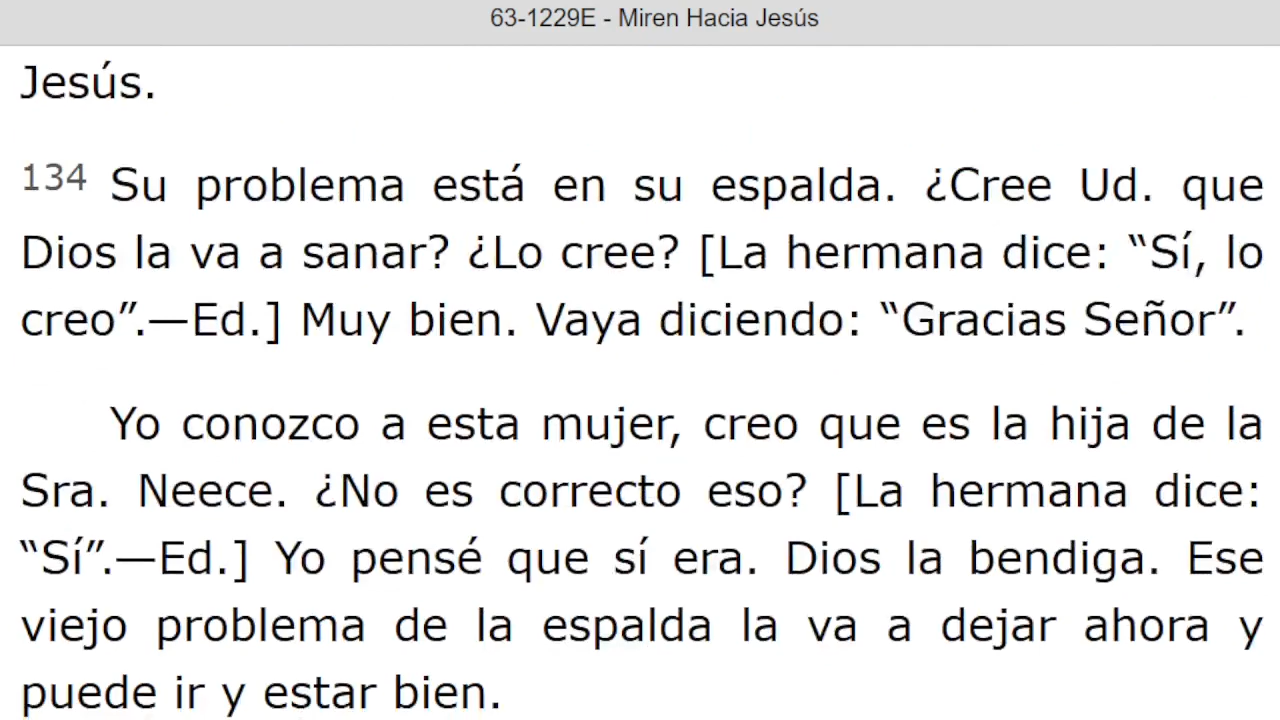 63-1229E - Miren Hacia Jesús
Jesús.
134 Su problema está en su espalda. ¿Cree Ud. que
Dios la va a sanar? ¿Lo cree? [La hermana dice: “Sí, lo
creo”.—Ed.] Muy bien. Vaya diciendo: “Gracias Señor”.
Yo conozco a esta mujer, creo que es la hija de la
Sra. Neece. ¿No es correcto eso? [La hermana dice:
“Sí”.—Ed.] Yo pensé que sí era. Dios la bendiga. Ese
viejo problema de la espalda la va a dejar ahora y
puede ir y estar bien.